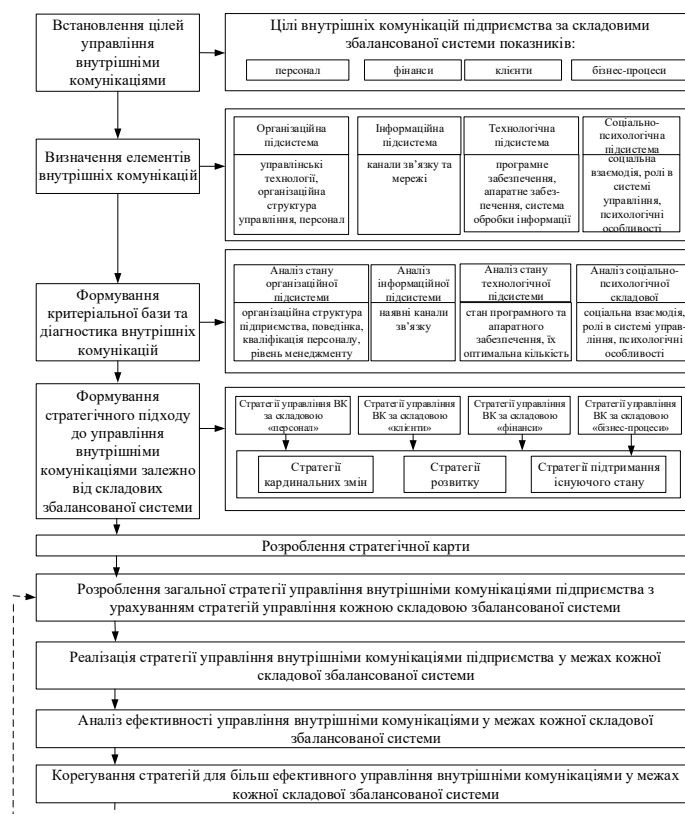 Встановлення цілей
управління
внутрішніми
комунікаціями
Цілі внутрішніх комунікацій підприємства за складовими
збалансованої системи показників:
персонал
фінанси
клієнти
бізнес-процеси
Визначення елементів
внутрішніх комунікацій
Організаційна
підсистема
управлінські
технології,
організаційна
структура
управління, персонал
Інформаційна
підсистема
канали зв’язку та
мережі
Технологічна
підсистема
програмне
забезпечення,
апаратне забез-
печення, система
обробки інформації
Соціально-
психологічна
підсистема
соціальна
взаємодія, ролі в
системі
управління,
психологічні
особливості
Формування
критеріальної бази та
діагностика внутрішніх
комунікацій
Аналіз стану
організаційної
підсистеми
організаційна структура
підприємства, поведінка,
кваліфікація персоналу,
рівень менеджменту
Аналіз
інформаційної
підсистеми
наявні канали
зв’язку
Аналіз стану
технологічної
підсистеми
стан програмного та
апаратного
забезпечення, їх
оптимальна кількість
Аналіз соціально-
психологічної
складової
соціальна взаємодія,
ролі в системі управ-
ління, психологічні
особливості
Формування
стратегічного підходу
до управління
внутрішніми
комунікаціями залежно
від складових
збалансованої системи
Стратегії управління ВК
за складовою
«персонал»
Стратегії управління
ВК за складовою
«клієнти»
Стратегії управління
ВК за складовою
«фінанси»
Стратегії управління
ВК за складовою
«бізнес-процеси»
Стратегії
кардинальних змін
Стратегії
розвитку
Стратегії підтримання
існуючого стану
Розроблення стратегічної карти
Розроблення загальної стратегії управління внутрішніми комунікаціями підприємства з
урахуванням стратегій управління кожною складовою збалансованої системи
Реалізація стратегії управління внутрішніми комунікаціями підприємства у межах кожної
складової збалансованої системи
Аналіз ефективності управління внутрішніми комунікаціями у межах кожної складової
збалансованої системи
Корегування стратегій для більш ефективного управління внутрішніми комунікаціями у межах
кожної складової збалансованої системи